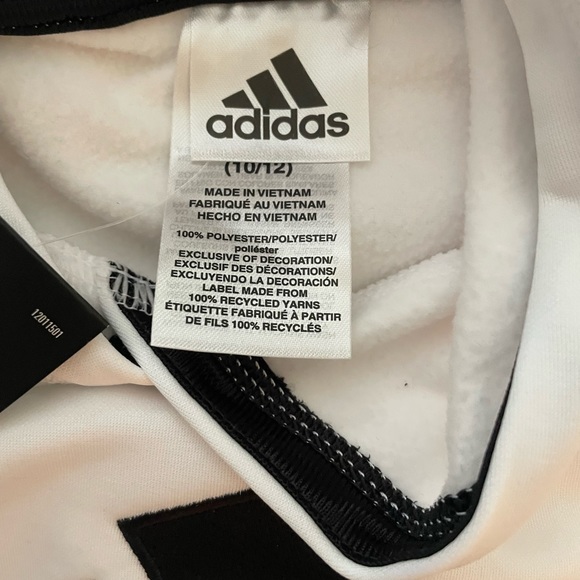 adidas
(10/12)
MADE IN VIETNAM
FABRIQUÉ AU VIETNAM
HECHO EN VIETNAM
100% POLYESTER/POLYESTER/
poliéster
EXCLUSIVE OF DECORATION/
EXCLUSIF DES DÉCORATIONS/
EXCLUYENDO LA DECORACIÓN
LABEL MADE FROM
100% RECYCLED YARNS
ÉTIQUETTE FABRIQUÉ À PARTIR
DE FILS 100% RECYCLÉS
12011501